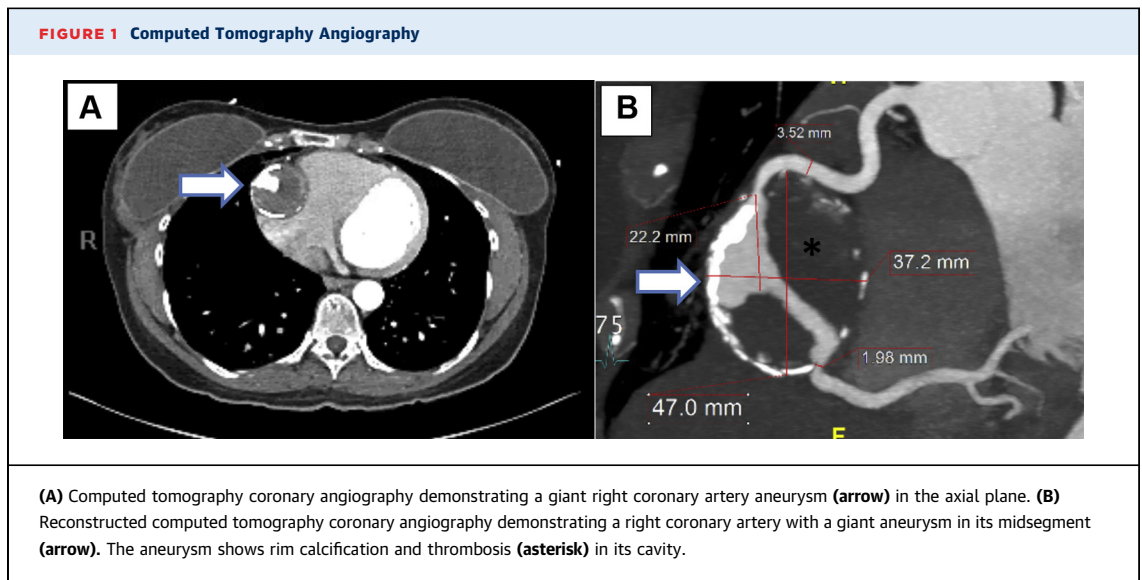 FIGURE 1 Computed Tomography Angiography
A
B
R
3.52 mm
22.2 mm
*
37.2 mm
75
1.98 mm
47.0 mm
F
(A) Computed tomography coronary angiography demonstrating a giant right coronary artery aneurysm (arrow) in the axial plane. (B)
Reconstructed computed tomography coronary angiography demonstrating a right coronary artery with a giant aneurysm in its midsegment
(arrow). The aneurysm shows rim calcification and thrombosis (asterisk) in its cavity.